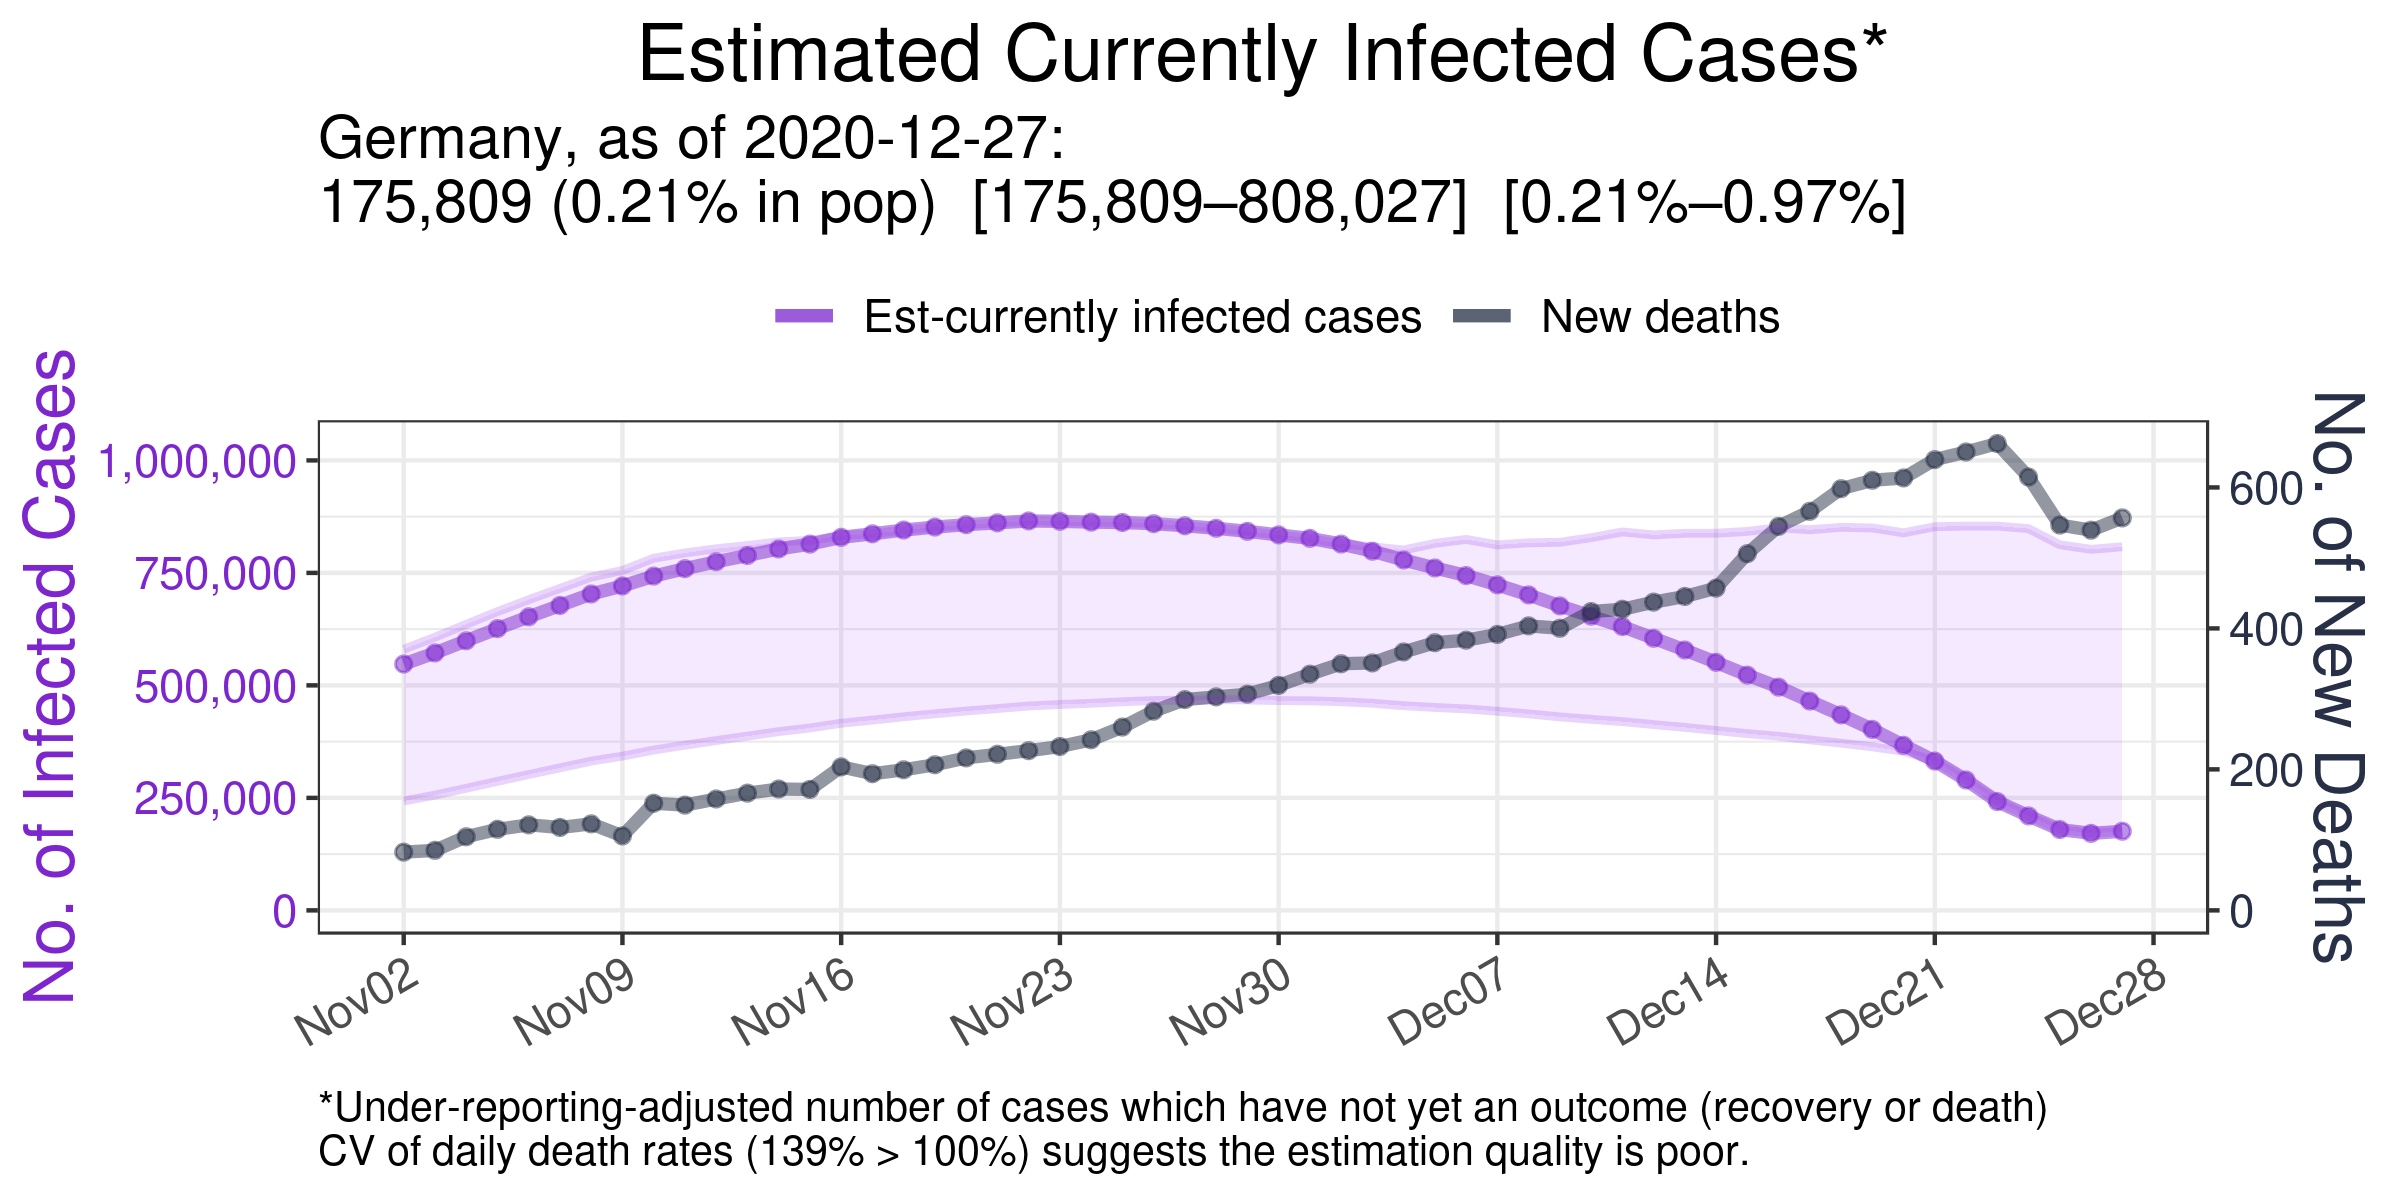 Estimated Currently Infected Cases*
Germany, as of 2020-12-27:
175,809 (0.21% in pop)  [175,809–808,027]  [0.21%–0.97%]
Est-currently infected cases
New deaths
No. of Infected Cases
1,000,000
750,000
500,000
250,000
0
600
400
200
0
No. of New Deaths
Nov02
Nov09
Nov16
Nov23
Nov30
Dec07
Dec14
Dec21
Dec28
*Under-reporting-adjusted number of cases which have not yet an outcome (recovery or death)
CV of daily death rates (139% > 100%) suggests the estimation quality is poor.